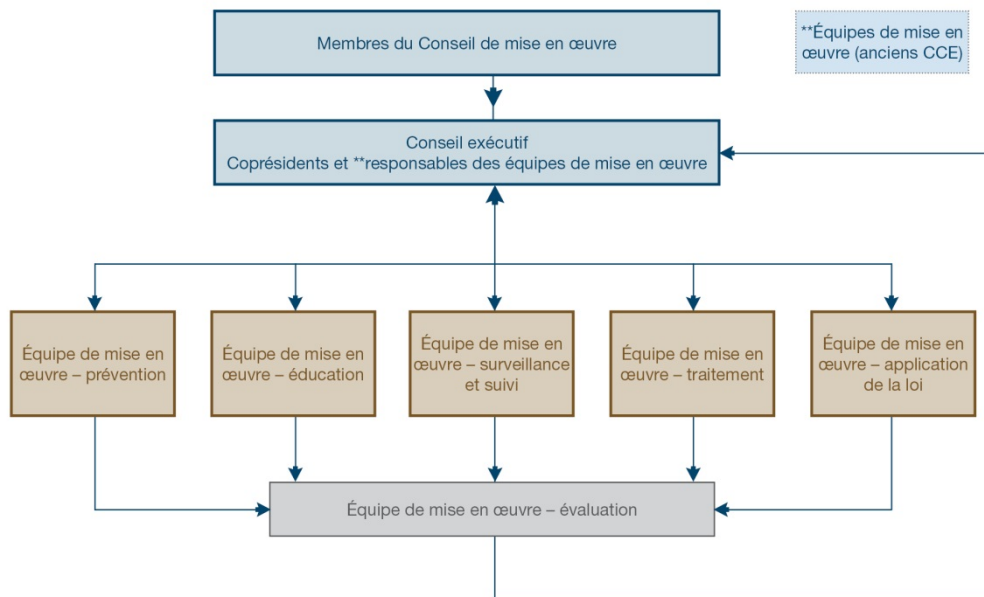 Membres du Conseil de mise en œuvre
**Équipes de mise en
œuvre (anciens CCE)
Conseil exécutif
Coprésidents et **responsables des équipes de mise en œuvre
Équipe de mise en
œuvre – prévention
Équipe de mise en
œuvre – éducation
Équipe de mise en
œuvre – surveillance
et suivi
Équipe de mise en
œuvre – traitement
Équipe de mise en
œuvre – application
de la loi
Équipe de mise en œuvre – évaluation